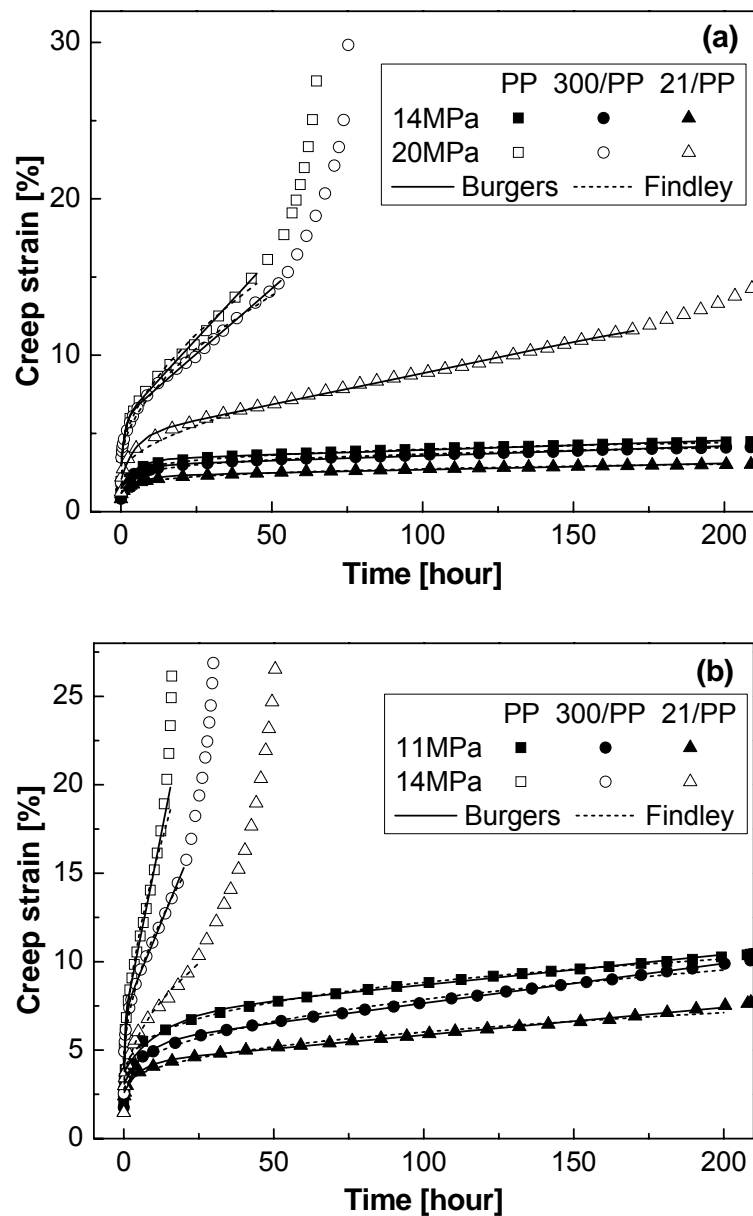 (a)
PP 300/PP 21/PP
14MPa
20MPa
Burgers Findley
30
20
10
0
Creep strain [%]
0 50 100 150 200
Time [hour]
(b)
PP 300/PP 21/PP
11MPa
14MPa
Burgers Findley
25
20
15
10
5
0
Creep strain [%]
0 50 100 150 200
Time [hour]